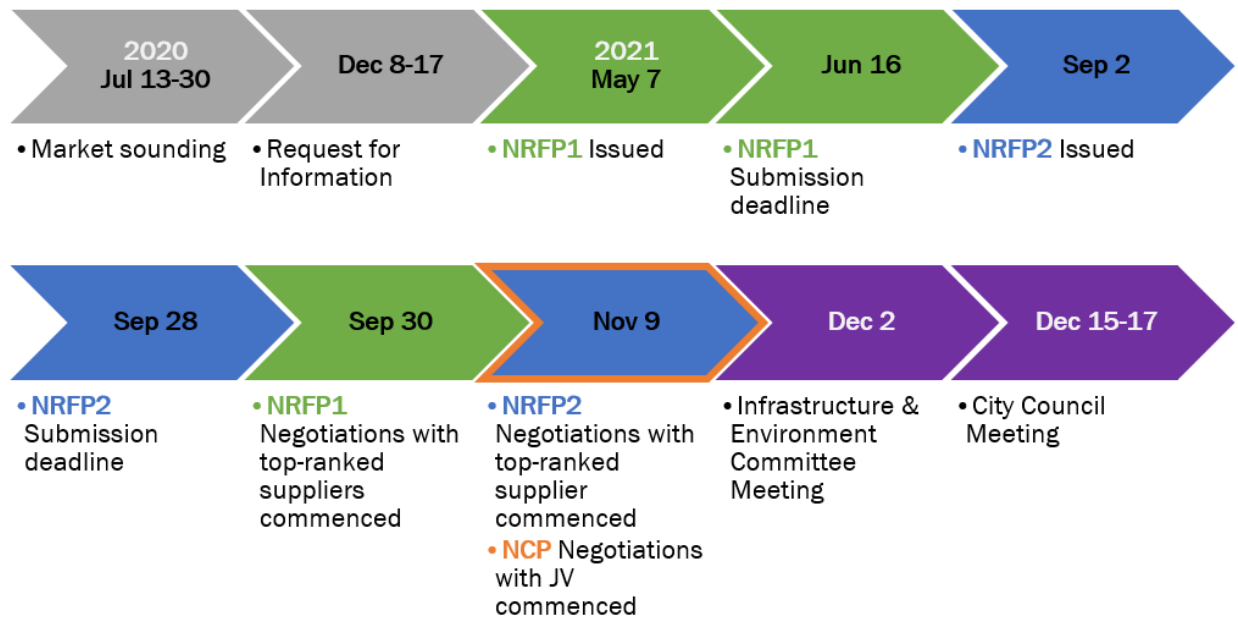 2020
Jul 13-30
Dec 8-17
2021
May 7
Jun 16
Sep 2
• Market sounding
• Request for
Information
• NRFP1 Issued
• NRFP1
Submission
deadline
• NRFP2 Issued
Sep 28
Sep 30
Nov 9
Dec 2
Dec 15-17
• NRFP2
Submission
deadline
• NRFP1
Negotiations with
top-ranked
suppliers
commenced
• NRFP2
Negotiations with
top-ranked
supplier
commenced
• NCP Negotiations
with JV
commenced
• Infrastructure &
Environment
Committee
Meeting
• City Council
Meeting